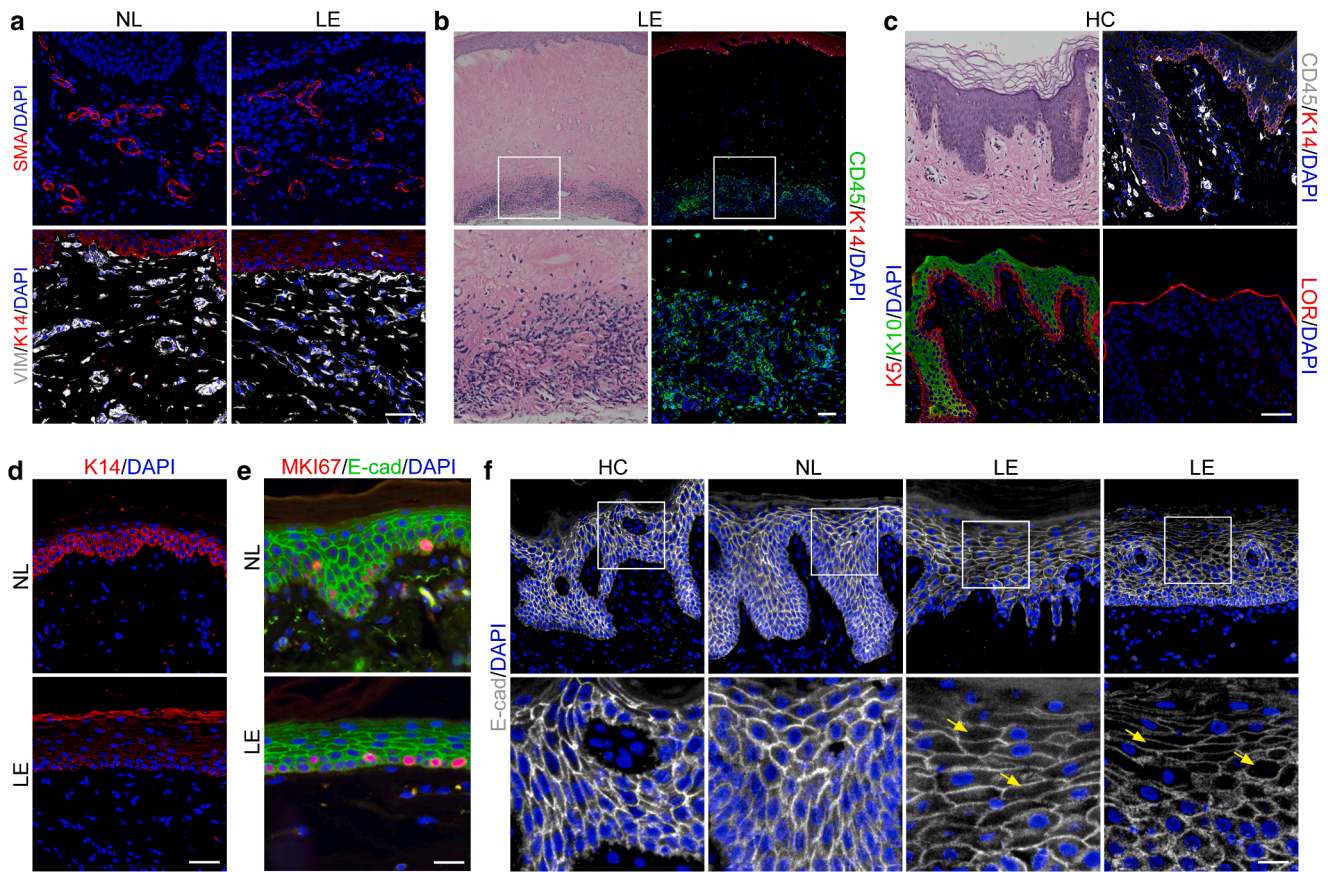 a
NL
LE
SMA/DAPI
VIM/K14/DAPI
b
LE
CD45/K14/DAPI
c
HC
CD45/K14/DAPI
K5/K10/DAPI
LOR/DAPI
d
K14/DAPI
NL
LE
e
MKI67/E-cad/DAPI
NL
LE
f
HC
NL
LE
LE
E-cad/DAPI